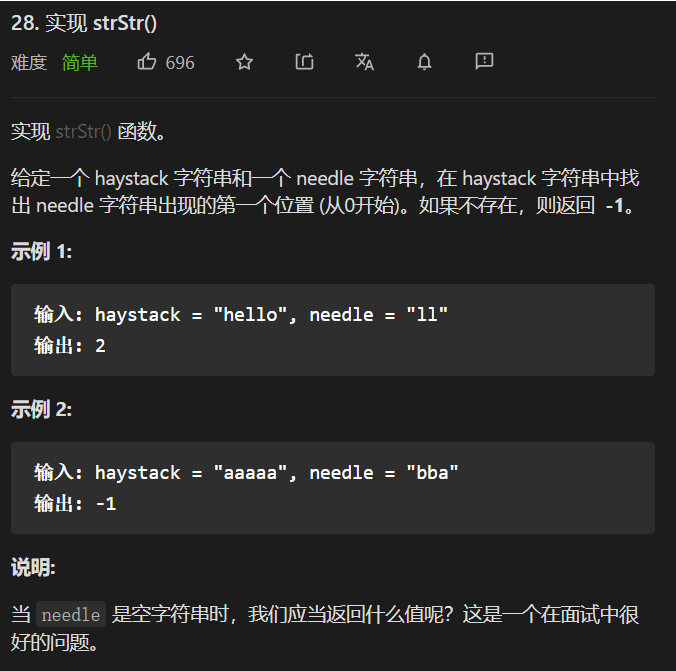 28. 实现 strStr()
难度 简单 696
实现 strStr() 函数。
给定一个 haystack 字符串和一个 needle 字符串，在 haystack 字符串中找
出 needle 字符串出现的第一个位置 (从0开始)。如果不存在，则返回 -1。
示例 1:
输入: haystack = "hello", needle = "ll"
输出: 2
示例 2:
输入: haystack = "aaaaa", needle = "bba"
输出: -1
说明:
当 needle 是空字符串时，我们应当返回什么值呢？这是一个在面试中很
好的问题。